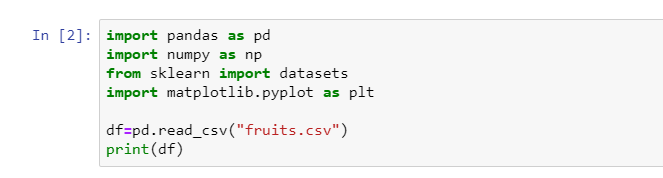 In [2]: import pandas as pd
import numpy as np
from sklearn import datasets
import matplotlib.pyplot as plt

df=pd.read_csv("fruits.csv")
print(df)